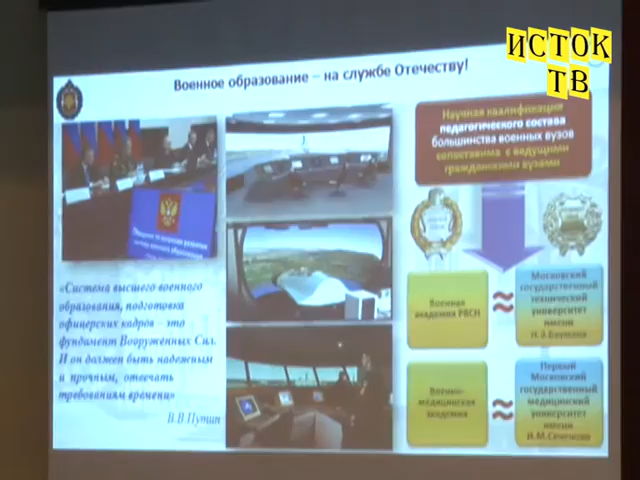 ИСТОК
ТВ
Военное образование – на службе Отечеству!
Научная квалификация
педагогического состава
большинства военных вузов
сопоставима с ведущими
гражданскими вузами
«Система высшего военного
образования, подготовка
офицерских кадров – это
фундамент Вооруженных Сил.
И он должен быть надежным
и прочным, отвечать
требованиям времени»
В.В.Путин
Военная
академия РВСН
≈
Московский
государственный
технический
университет
имени
Н.Э.Баумана
Военно-
медицинская
академия
≈
Первый
Московский
государственный
медицинский
университет
имени
И.М.Сеченова